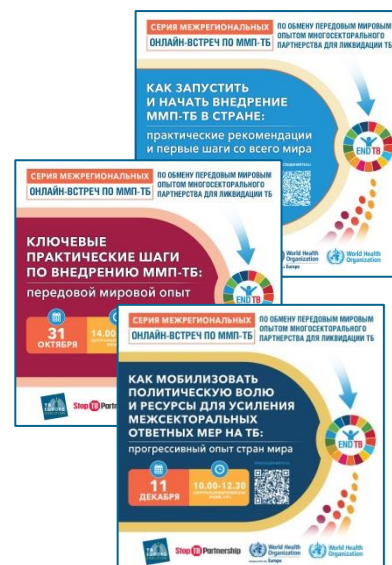 СЕРИЯ МЕЖРЕГИОНАЛЬНЫХ
ОНЛАЙН-ВСТРЕЧ ПО ММП-ТБ
ПО ОБМЕНУ ПЕРЕДОВЫМ МИРОВЫМ
ОПЫТОМ МНОГОСЕКТОРАЛЬНОГО
ПАРТНЕРСТВА ДЛЯ ЛИКВИДАЦИИ ТБ
КАК ЗАПУСТИТЬ
И НАЧАТЬ ВНЕДРЕНИЕ
ММП-ТБ В СТРАНЕ:
практические рекомендации
и первые шаги со всего мира
END TB
World Health
Organization
Europe
World Health
Organization
СЕРИЯ МЕЖРЕГИОНАЛЬНЫХ
ОНЛАЙН-ВСТРЕЧ ПО ММП-ТБ
ПО ОБМЕНУ ПЕРЕДОВЫМ МИРОВЫМ
ОПЫТОМ МНОГОСЕКТОРАЛЬНОГО
ПАРТНЕРСТВА ДЛЯ ЛИКВИДАЦИИ ТБ
КЛЮЧЕВЫЕ
ПРАКТИЧЕСКИЕ ШАГИ
ПО ВНЕДРЕНИЮ ММП-ТБ:
передовой мировой опыт
31
ОКТЯБРЯ
14.00
END TB
Stop TB Partn
СЕРИЯ МЕЖРЕГИОНАЛЬНЫХ
ОНЛАЙН-ВСТРЕЧ ПО ММП-ТБ
ПО ОБМЕНУ ПЕРЕДОВЫМ МИРОВЫМ
ОПЫТОМ МНОГОСЕКТОРАЛЬНОГО
ПАРТНЕРСТВА ДЛЯ ЛИКВИДАЦИИ ТБ
КАК МОБИЛИЗОВАТЬ
ПОЛИТИЧЕСКУЮ ВОЛЮ
И РЕСУРСЫ ДЛЯ УСИЛЕНИЯ
МЕЖСЕКТОРАЛЬНЫХ
ОТВЕТНЫХ МЕР НА ТБ:
прогрессивный опыт стран мира
11
ДЕКАБРЯ
10.00-12.30
END TB
Stop TB Partnership
World Health
Organization
Europe
World Health
Organization